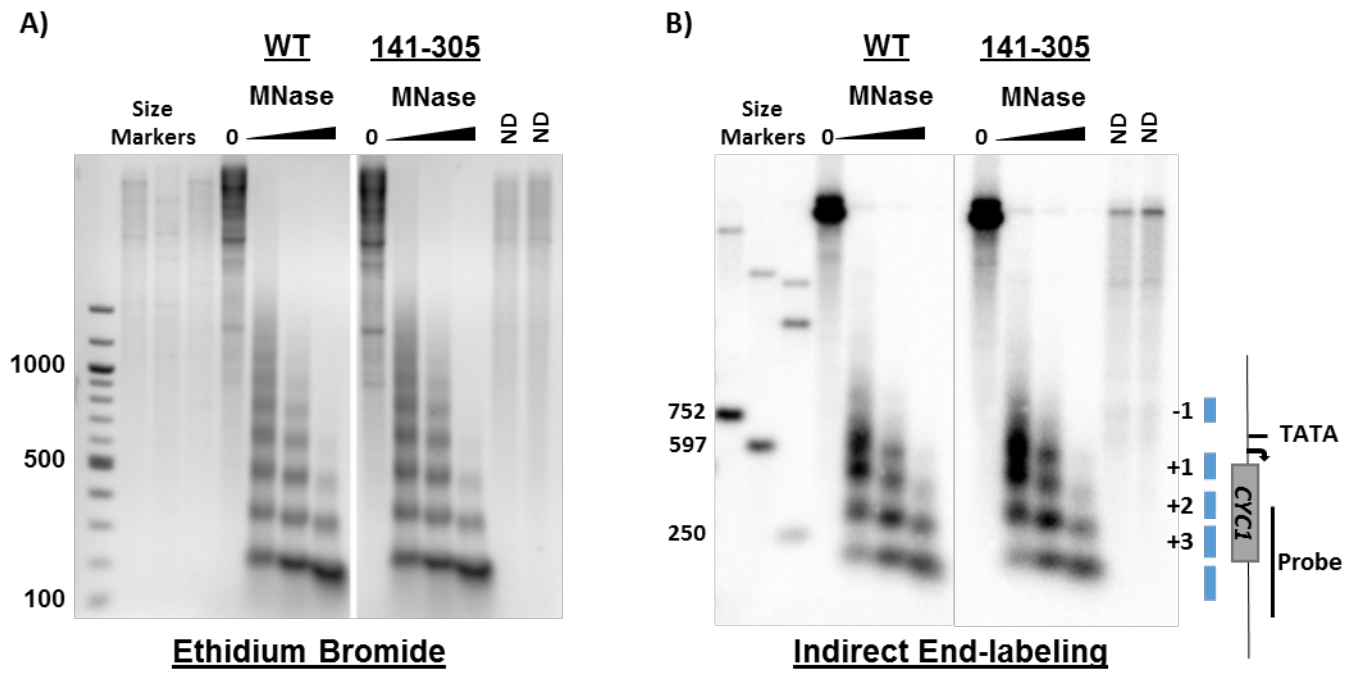 A)
WT
141-305
MNase
MNase
Size
Markers
0
0
ND
ND
1000
500
100
Ethidium Bromide
B)
WT
141-305
MNase
MNase
Size
Markers
0
0
ND
ND
752
597
250
-1
+1
+2
+3
TATA
CYC1
Probe
Indirect End-labeling